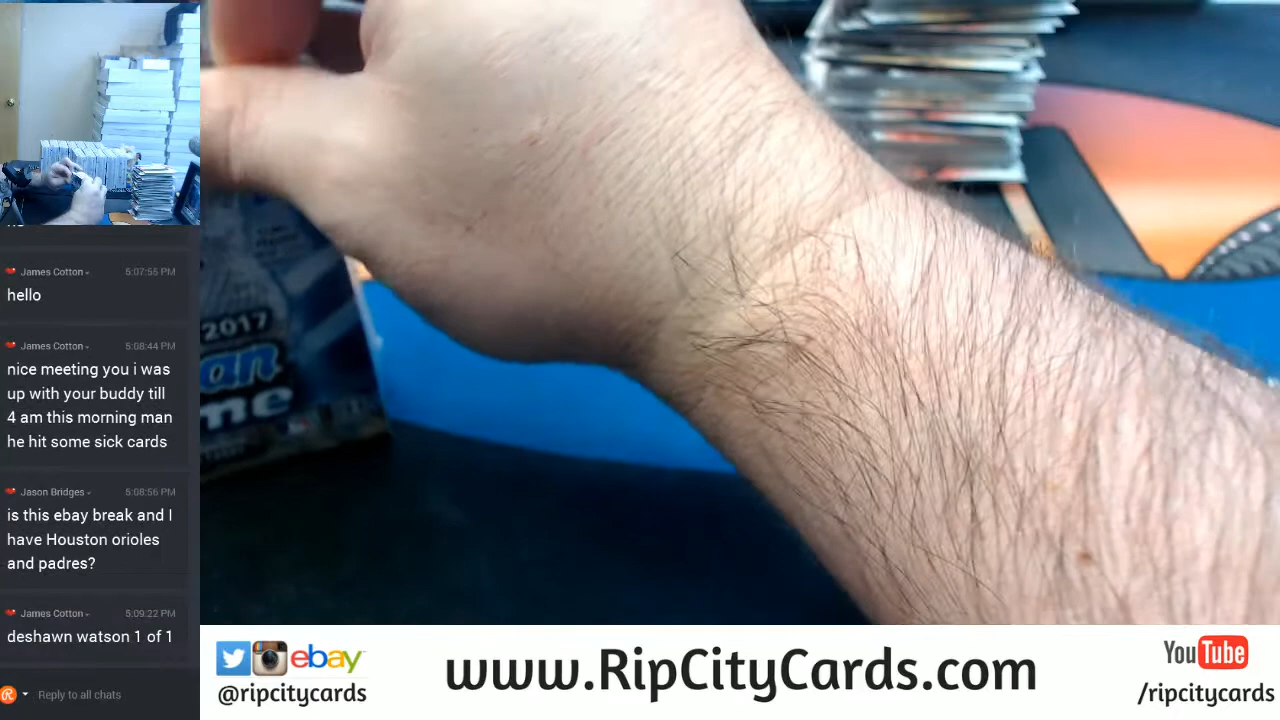 James Cotton 5:07:55 PM
hello
James Cotton 5:08:44 PM
nice meeting you i was
up with your buddy till
4 am this morning man
he hit some sick cards
Jason Bridges 5:08:56 PM
is this ebay break and I
have Houston orioles
and padres?
James Cotton 5:09:22 PM
deshawn watson 1 of 1
Reply to all chats
2017
ebay
@ripcitycards
www.RipCityCards.com
YouTube
/ripcitycards